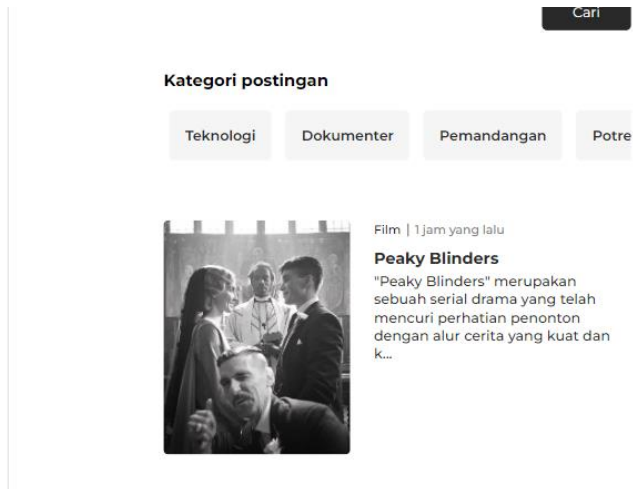 Cari
Kategori postingan
Teknologi Dokumenter Pemandangan Potre
Film | 1 jam yang lalu
Peaky Blinders
"Peaky Blinders" merupakan
sebuah serial drama yang telah
mencuri perhatian penonton
dengan alur cerita yang kuat dan
k...